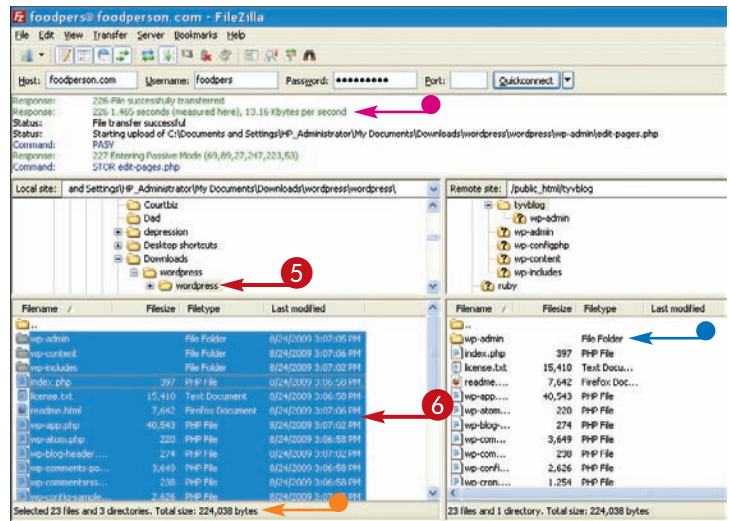 foodpers@foodperson.com - FileZilla
File Edit View Transfer Server Bookmarks Help
Host: foodperson.com Username: foodpers Password: ●●●●●●●●● Port: Quickconnect
Response: 226-File successfully transferred
Response: 226 1.465 seconds (measured here), 13.16 Kbytes per second
Status: File transfer successful
Status: Starting upload of C:\Documents and Settings\HP_Administrator\My Documents\Downloads\wordpress\wordpress\wp-admin\edit-pages.php
Command: PASV
Response: 227 Entering Passive Mode (69,89,27,247,223,53)
Command: STOR edit-pages.php
Local site: and Settings\HP_Administrator\My Documents\Downloads\wordpress\wordpress\
Courtbiz
Dad
depression
Desktop shortcuts
Downloads
wordpress
wordpress
5
Remote site: /public_html/tyvblog
tyvblog
wp-admin
wp-admin
wp-configphp
wp-content
wp-includes
ruby
Filename / Filesize Filetype Last modified
..
wp-admin File Folder 8/24/2009 3:07:05 PM
wp-content File Folder 8/24/2009 3:07:06 PM
wp-includes File Folder 8/24/2009 3:07:02 PM
index.php 397 PHP File 8/24/2009 3:06:50 PM
license.txt 15,410 Text Document 8/24/2009 3:06:50 PM
readme.html 7,642 Firefox Document 8/24/2009 3:07:06 PM
wp-app.php 40,543 PHP File 8/24/2009 3:07:02 PM
wp-atom.php 220 PHP File 8/24/2009 3:06:58 PM
wp-blog-header.... 274 PHP File 8/24/2009 3:07:02 PM
wp-comments-po... 3,649 PHP File 8/24/2009 3:06:58 PM
wp-commentsrss... 238 PHP File 8/24/2009 3:06:58 PM
wp-config-sample... 2,626 PHP File 8/24/2009
Selected 23 files and 3 directories. Total size: 224,038 bytes
6
Filename / Filesize Filetype Last modified
..
wp-admin File Folder
index.php 397 PHP File
license.txt 15,410 Text Docu...
readme.... 7,642 Firefox Doc...
wp-app.... 40,543 PHP File
wp-atom... 220 PHP File
wp-blog-... 274 PHP File
wp-com... 3,649 PHP File
wp-com... 238 PHP File
wp-confi... 2,626 PHP File
wp-cron.... 1,254 PHP File
23 files and 1 directory. Total size: 224,038 bytes